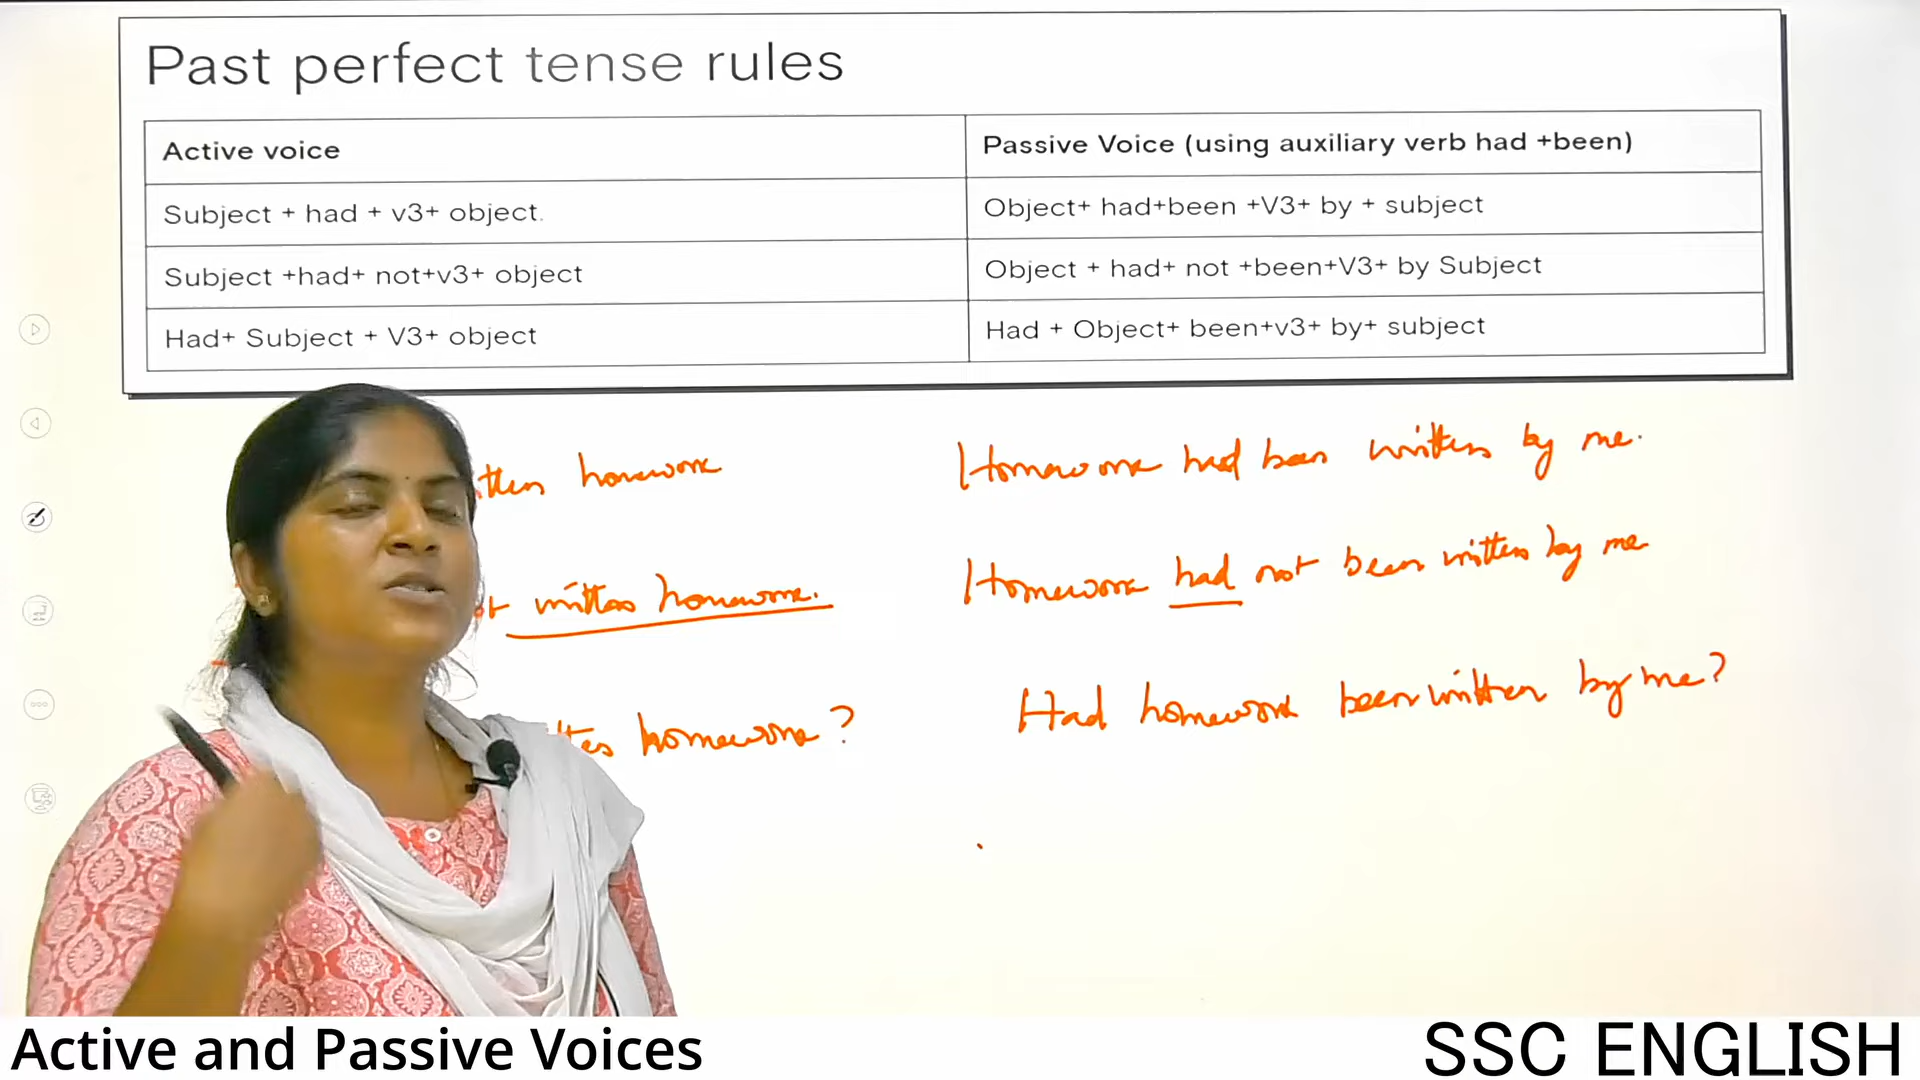 Past perfect tense rules
Active voice
Passive Voice (using auxiliary verb had +been)
Subject + had + v3+ object.
Object+ had+been +V3+ by + subject
Subject +had+ not+v3+ object
Object + had+ not +been+V3+ by Subject
Had+ Subject + V3+ object
Had + Object+ been+v3+ by+ subject
homework
Homework had been written by me.
written homework.
Homework had not been written by me
homework?
Had homework been written by me?
Active and Passive Voices
SSC ENGLISH